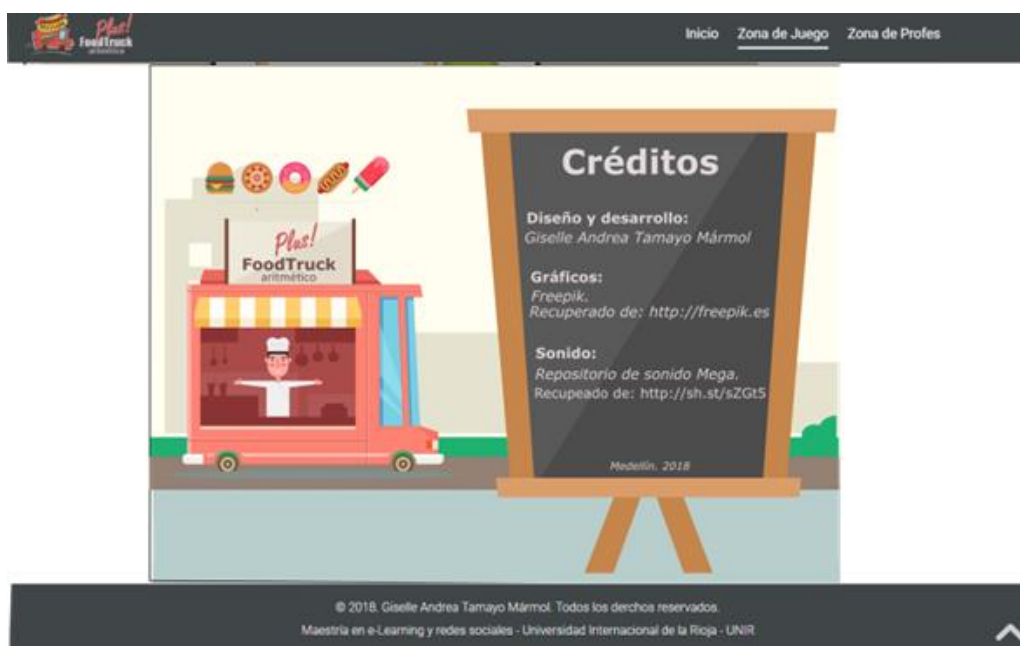 Plus!
FoodTruck
aritmético
Inicio Zona de Juego Zona de Profes
Plus!
FoodTruck
aritmético
Créditos
Diseño y desarrollo:
Giselle Andrea Tamayo Mármol
Gráficos:
Freepik.
Recuperado de: http://freepik.es
Sonido:
Repositorio de sonido Mega.
Recupeado de: http://sh.st/sZGt5
Medellín. 2018
© 2018. Giselle Andrea Tamayo Mármol. Todos los derchos reservados.
Maestría en e-Learning y redes sociales - Universidad Internacional de la Rioja - UNIR